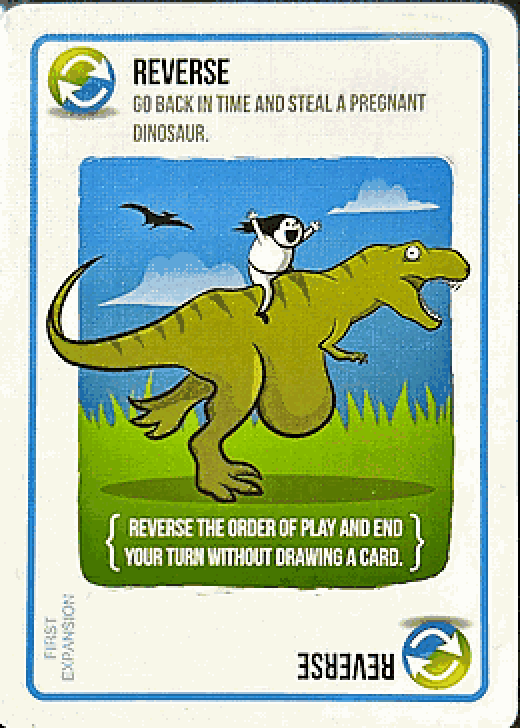 REVERSE
GO BACK IN TIME AND STEAL A PREGNANT
DINOSAUR.
REVERSE THE ORDER OF PLAY AND END
YOUR TURN WITHOUT DRAWING A CARD.
FIRST
EXPANSION
REVERSE